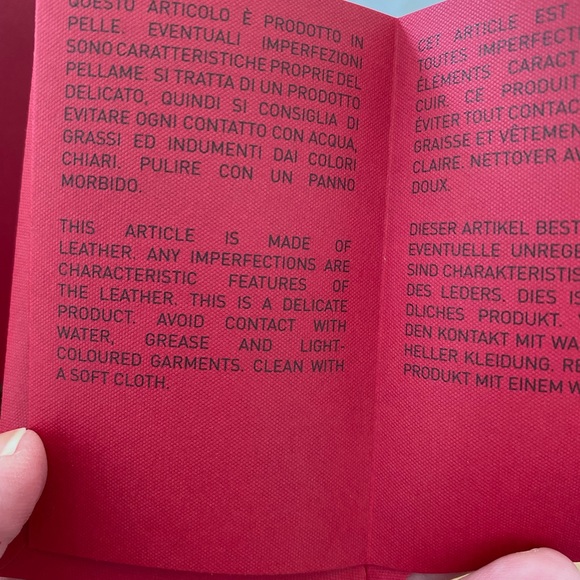 QUESTO ARTICOLO È PRODOTTO IN
PELLE. EVENTUALI IMPERFEZIONI
SONO CARATTERISTICHE PROPRIE DEL
PELLAME. SI TRATTA DI UN PRODOTTO
DELICATO, QUINDI SI CONSIGLIA DI
EVITARE OGNI CONTATTO CON ACQUA,
GRASSI ED INDUMENTI DAI COLORI
CHIARI. PULIRE CON UN PANNO
MORBIDO.
THIS ARTICLE IS MADE OF
LEATHER. ANY IMPERFECTIONS ARE
CHARACTERISTIC FEATURES OF
THE LEATHER. THIS IS A DELICATE
PRODUCT. AVOID CONTACT WITH
WATER, GREASE AND LIGHT-
COLOURED GARMENTS. CLEAN WITH
A SOFT CLOTH.
CET ARTICLE EST
TOUTES IMPERFECTI
ÉLÉMENTS CARACT
CUIR. CE PRODUIT
ÉVITER TOUT CONTAC
GRAISSE ET VÊTEMEN
CLAIRE. NETTOYER AV
DOUX.
DIESER ARTIKEL BEST
EVENTUELLE UNREGE
SIND CHARAKTERISTIS
DES LEDERS. DIES IS
DLICHES PRODUKT.
DEN KONTAKT MIT WA
HELLER KLEIDUNG. RE
PRODUKT MIT EINEM W